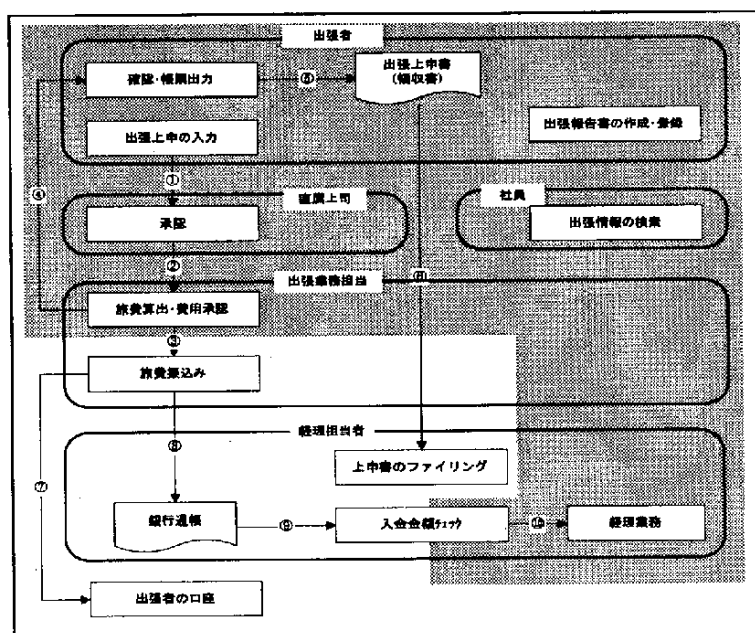 出張者
確認・帳票出力
⑤
出張上申書
(領収書)
出張報告書の作成・登録
出張上申の入力
①
④
直属上司
社員
承認
出張情報の検索
②
⑥
出張業務担当
旅費算出・費用承認
③
旅費振込み
経理担当者
⑧
上申書のファイリング
⑦
銀行通帳
⑨
入金金額ﾁｪｯｸ
⑩
経理業務
出張者の口座